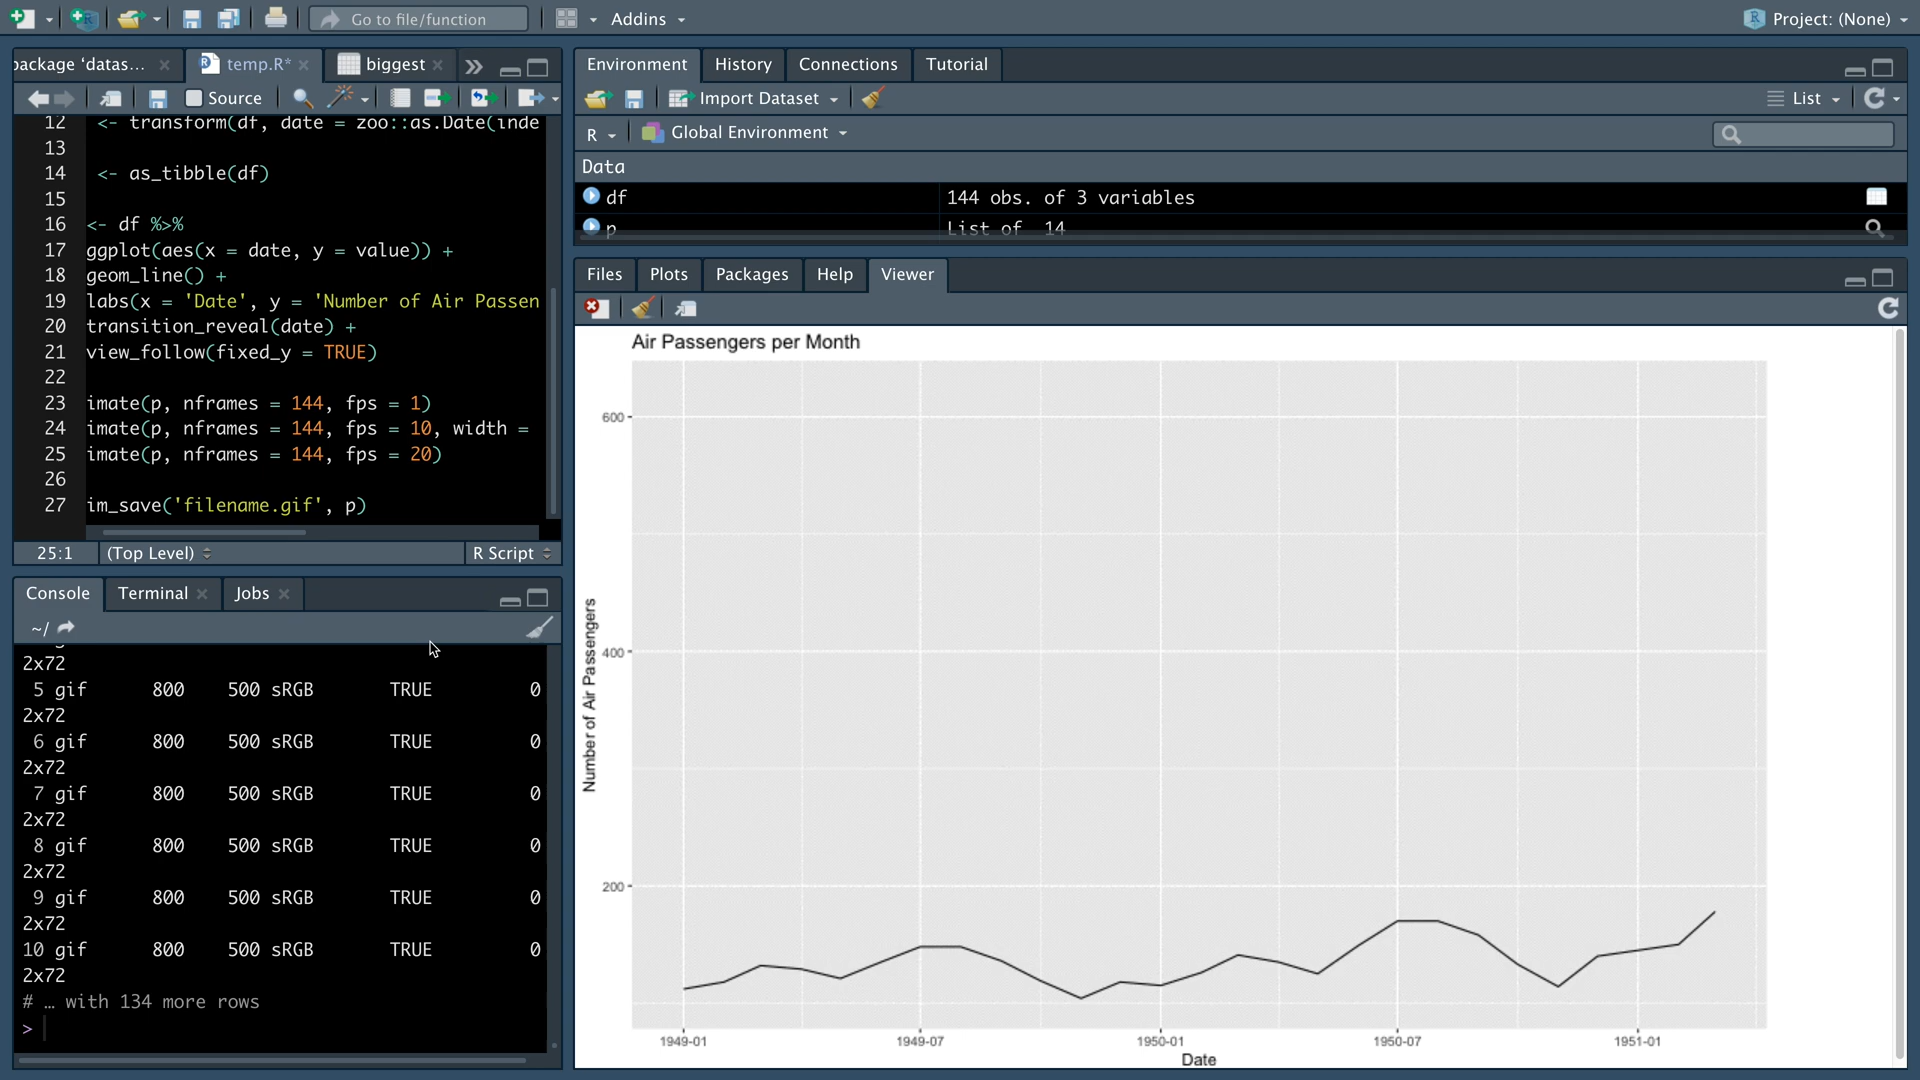 Go to file/function
Addins
Project: (None)
package ‘datas...
temp.R*
biggest
Source
12 <- transform(df, date = zoo::as.Date(inde
13
14 <- as_tibble(df)
15
16 <- df %>%
17 ggplot(aes(x = date, y = value)) +
18 geom_line() +
19 labs(x = 'Date', y = 'Number of Air Passen
20 transition_reveal(date) +
21 view_follow(fixed_y = TRUE)
22
23 imate(p, nframes = 144, fps = 1)
24 imate(p, nframes = 144, fps = 10, width =
25 imate(p, nframes = 144, fps = 20)
26
27 im_save('filename.gif', p)
25:1 (Top Level) R Script
Console Terminal Jobs
~/
2x72
5 gif 800 500 sRGB TRUE 0
2x72
6 gif 800 500 sRGB TRUE 0
2x72
7 gif 800 500 sRGB TRUE 0
2x72
8 gif 800 500 sRGB TRUE 0
2x72
9 gif 800 500 sRGB TRUE 0
2x72
10 gif 800 500 sRGB TRUE 0
2x72
# … with 134 more rows
>
Environment History Connections Tutorial
Import Dataset
List
R Global Environment
Data
df 144 obs. of 3 variables
p List of 14
Files Plots Packages Help Viewer
Air Passengers per Month
Number of Air Passengers
600
400
200
1949-01 1949-07 1950-01 1950-07 1951-01
Date